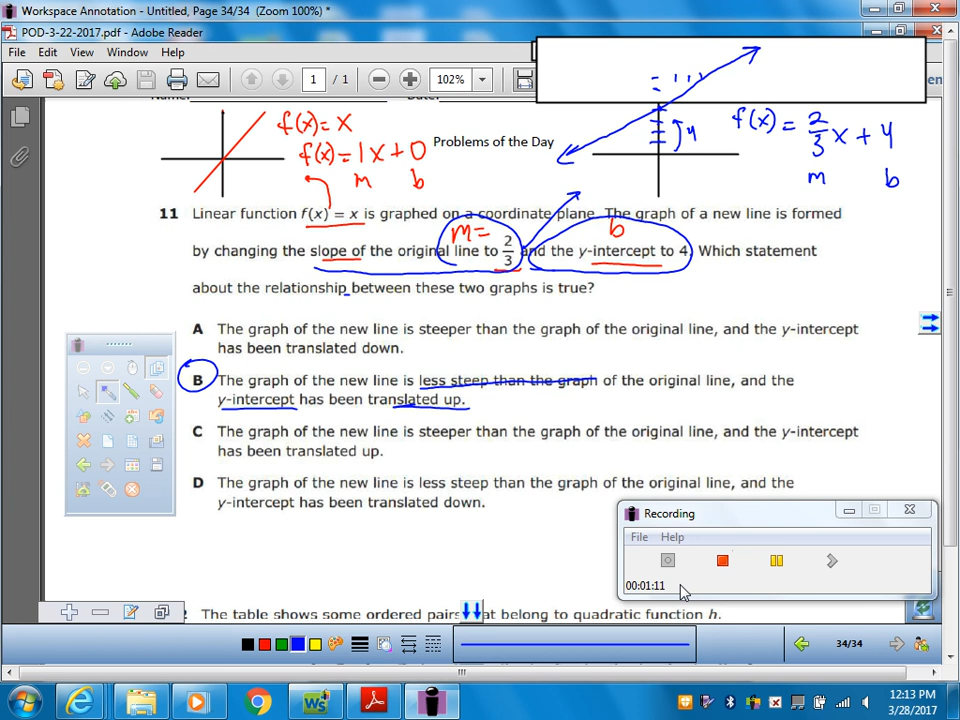 Workspace Annotation - Untitled, Page 34/34 (Zoom 100%) *
POD-3-22-2017.pdf - Adobe Reader
File Edit View Window Help
1 / 1 102%
f(x) = x
Problems of the Day
f(x) = 1x + 0
m b
4
f(x) = 2/3 x + 4
m b
11 Linear function f(x) = x is graphed on a coordinate plane. The graph of a new line is formed
m= b
by changing the slope of the original line to 2/3 and the y-intercept to 4. Which statement
about the relationship between these two graphs is true?
A The graph of the new line is steeper than the graph of the original line, and the y-intercept
has been translated down.
B The graph of the new line is less steep than the graph of the original line, and the
y-intercept has been translated up.
C The graph of the new line is steeper than the graph of the original line, and the y-intercept
has been translated up.
D The graph of the new line is less steep than the graph of the original line, and the
y-intercept has been translated down.
Recording
File Help
00:01:11
The table shows some ordered pairs at belong to quadratic function h.
34/34
12:13 PM
3/28/2017